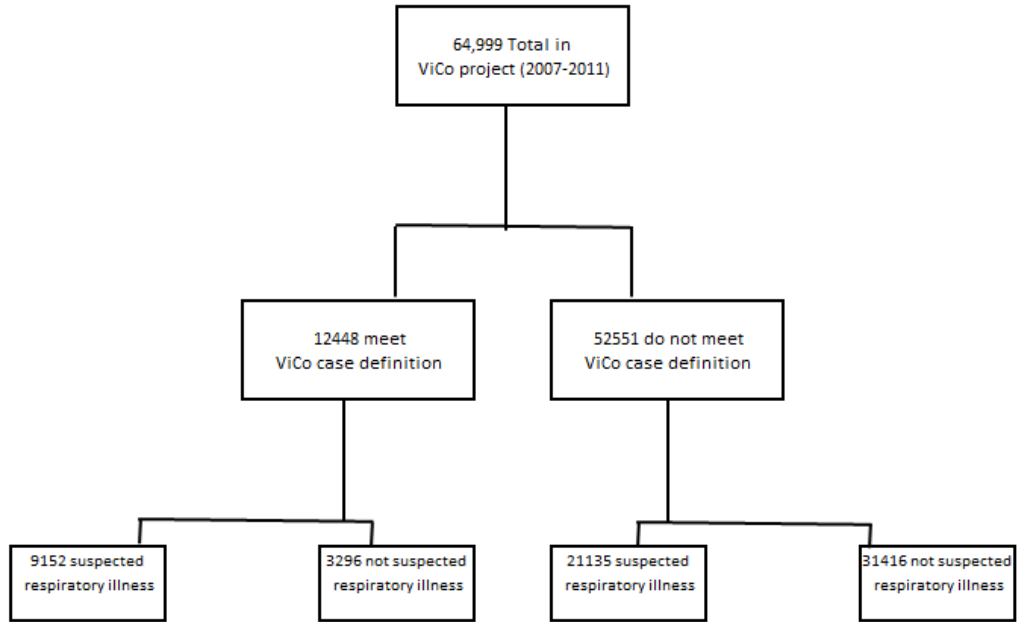 64,999 Total in
ViCo project (2007-2011)
12448 meet
ViCo case definition
52551 do not meet
ViCo case definition
9152 suspected
respiratory illness
3296 not suspected
respiratory illness
21135 suspected
respiratory illness
31416 not suspected
respiratory illness